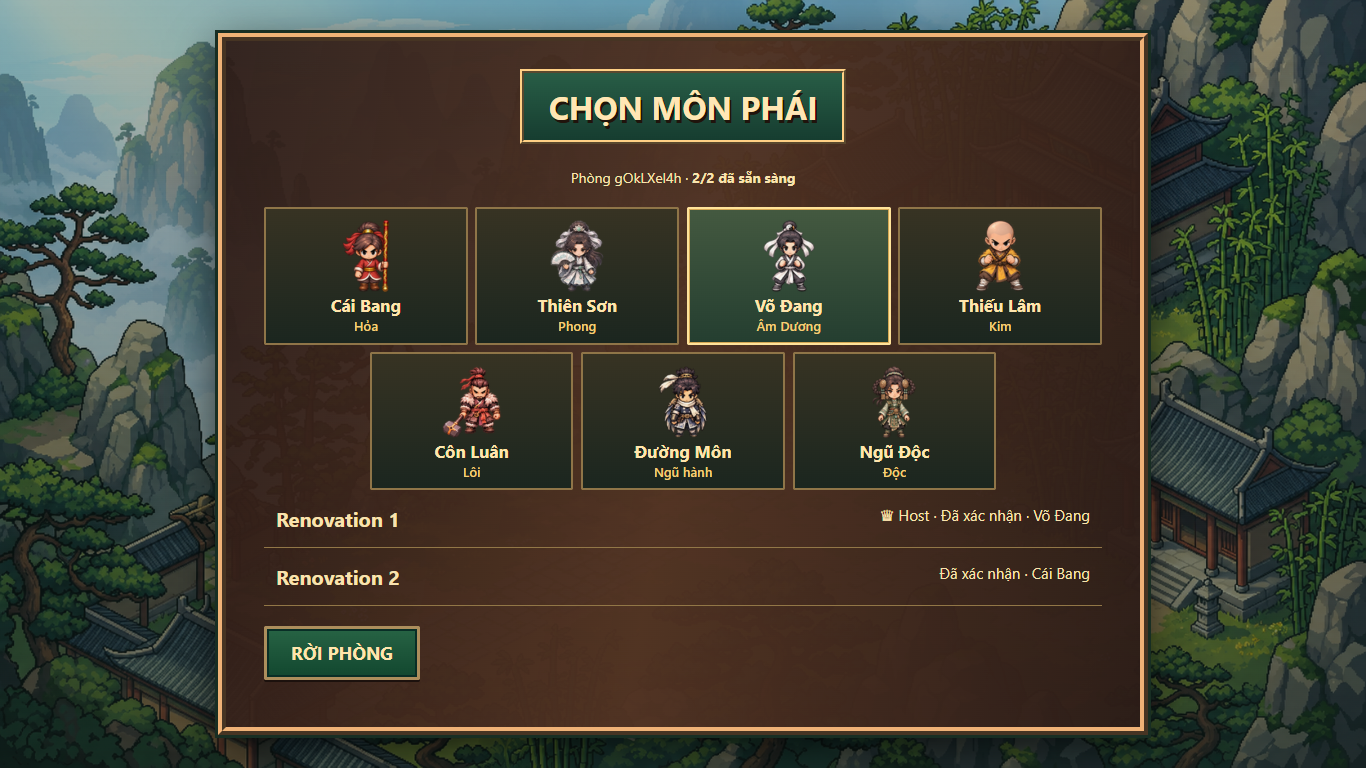 CHỌN MÔN PHÁI
Phòng gOkLXel4h · 2/2 đã sẵn sàng
Cái Bang
Hỏa
Thiên Sơn
Phong
Võ Đang
Âm Dương
Thiếu Lâm
Kim
Côn Luân
Lôi
Đường Môn
Ngũ hành
Ngũ Độc
Độc
Renovation 1
♛ Host · Đã xác nhận · Võ Đang
Renovation 2
Đã xác nhận · Cái Bang
RỜI PHÒNG